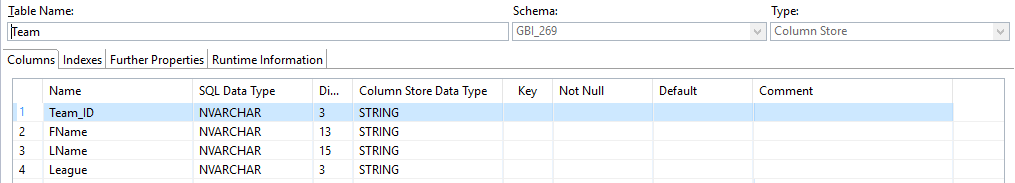 Table Name: Schema: Type:
Team GBI_269 Column Store
Columns Indexes Further Properties Runtime Information
Name SQL Data Type Di... Column Store Data Type Key Not Null Default Comment
1 Team_ID NVARCHAR 3 STRING
2 FName NVARCHAR 13 STRING
3 LName NVARCHAR 15 STRING
4 League NVARCHAR 3 STRING